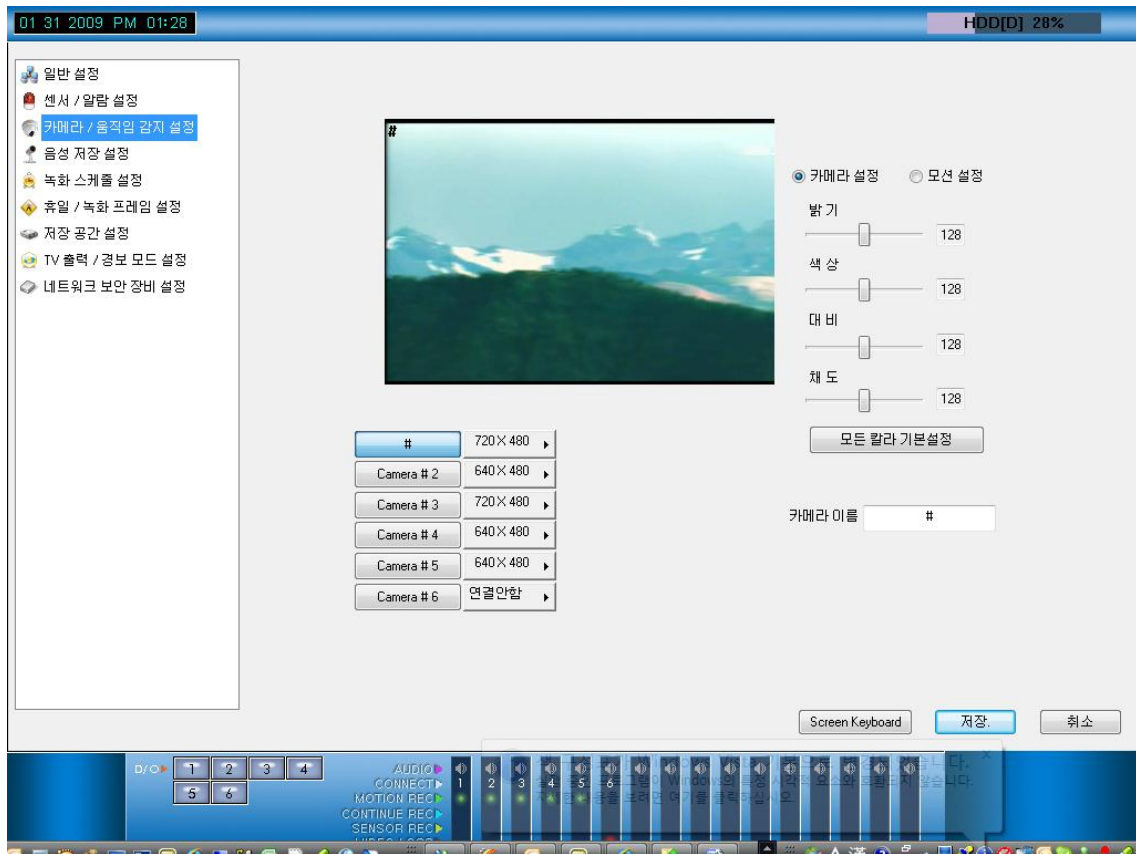 01 31 2009 PM 01:28
HDD[D] 28%
일반 설정
센서 / 알람 설정
카메라 / 움직임 감지 설정
음성 저장 설정
녹화 스케줄 설정
휴일 / 녹화 프레임 설정
저장 공간 설정
TV 출력 / 경보 모드 설정
네트워크 보안 장비 설정
#
카메라 설정 모션 설정
밝 기
128
색 상
128
대 비
128
채 도
128
모든 칼라 기본설정
# 720×480
Camera # 2 640×480
Camera # 3 720×480
Camera # 4 640×480
Camera # 5 640×480
Camera # 6 연결안함
카메라 이름 #
Screen Keyboard 저장. 취소
D/O 1 2 3 4
5 6
AUDIO
CONNECT 1 2 3 4 5 6
MOTION REC
CONTINUE REC
SENSOR REC